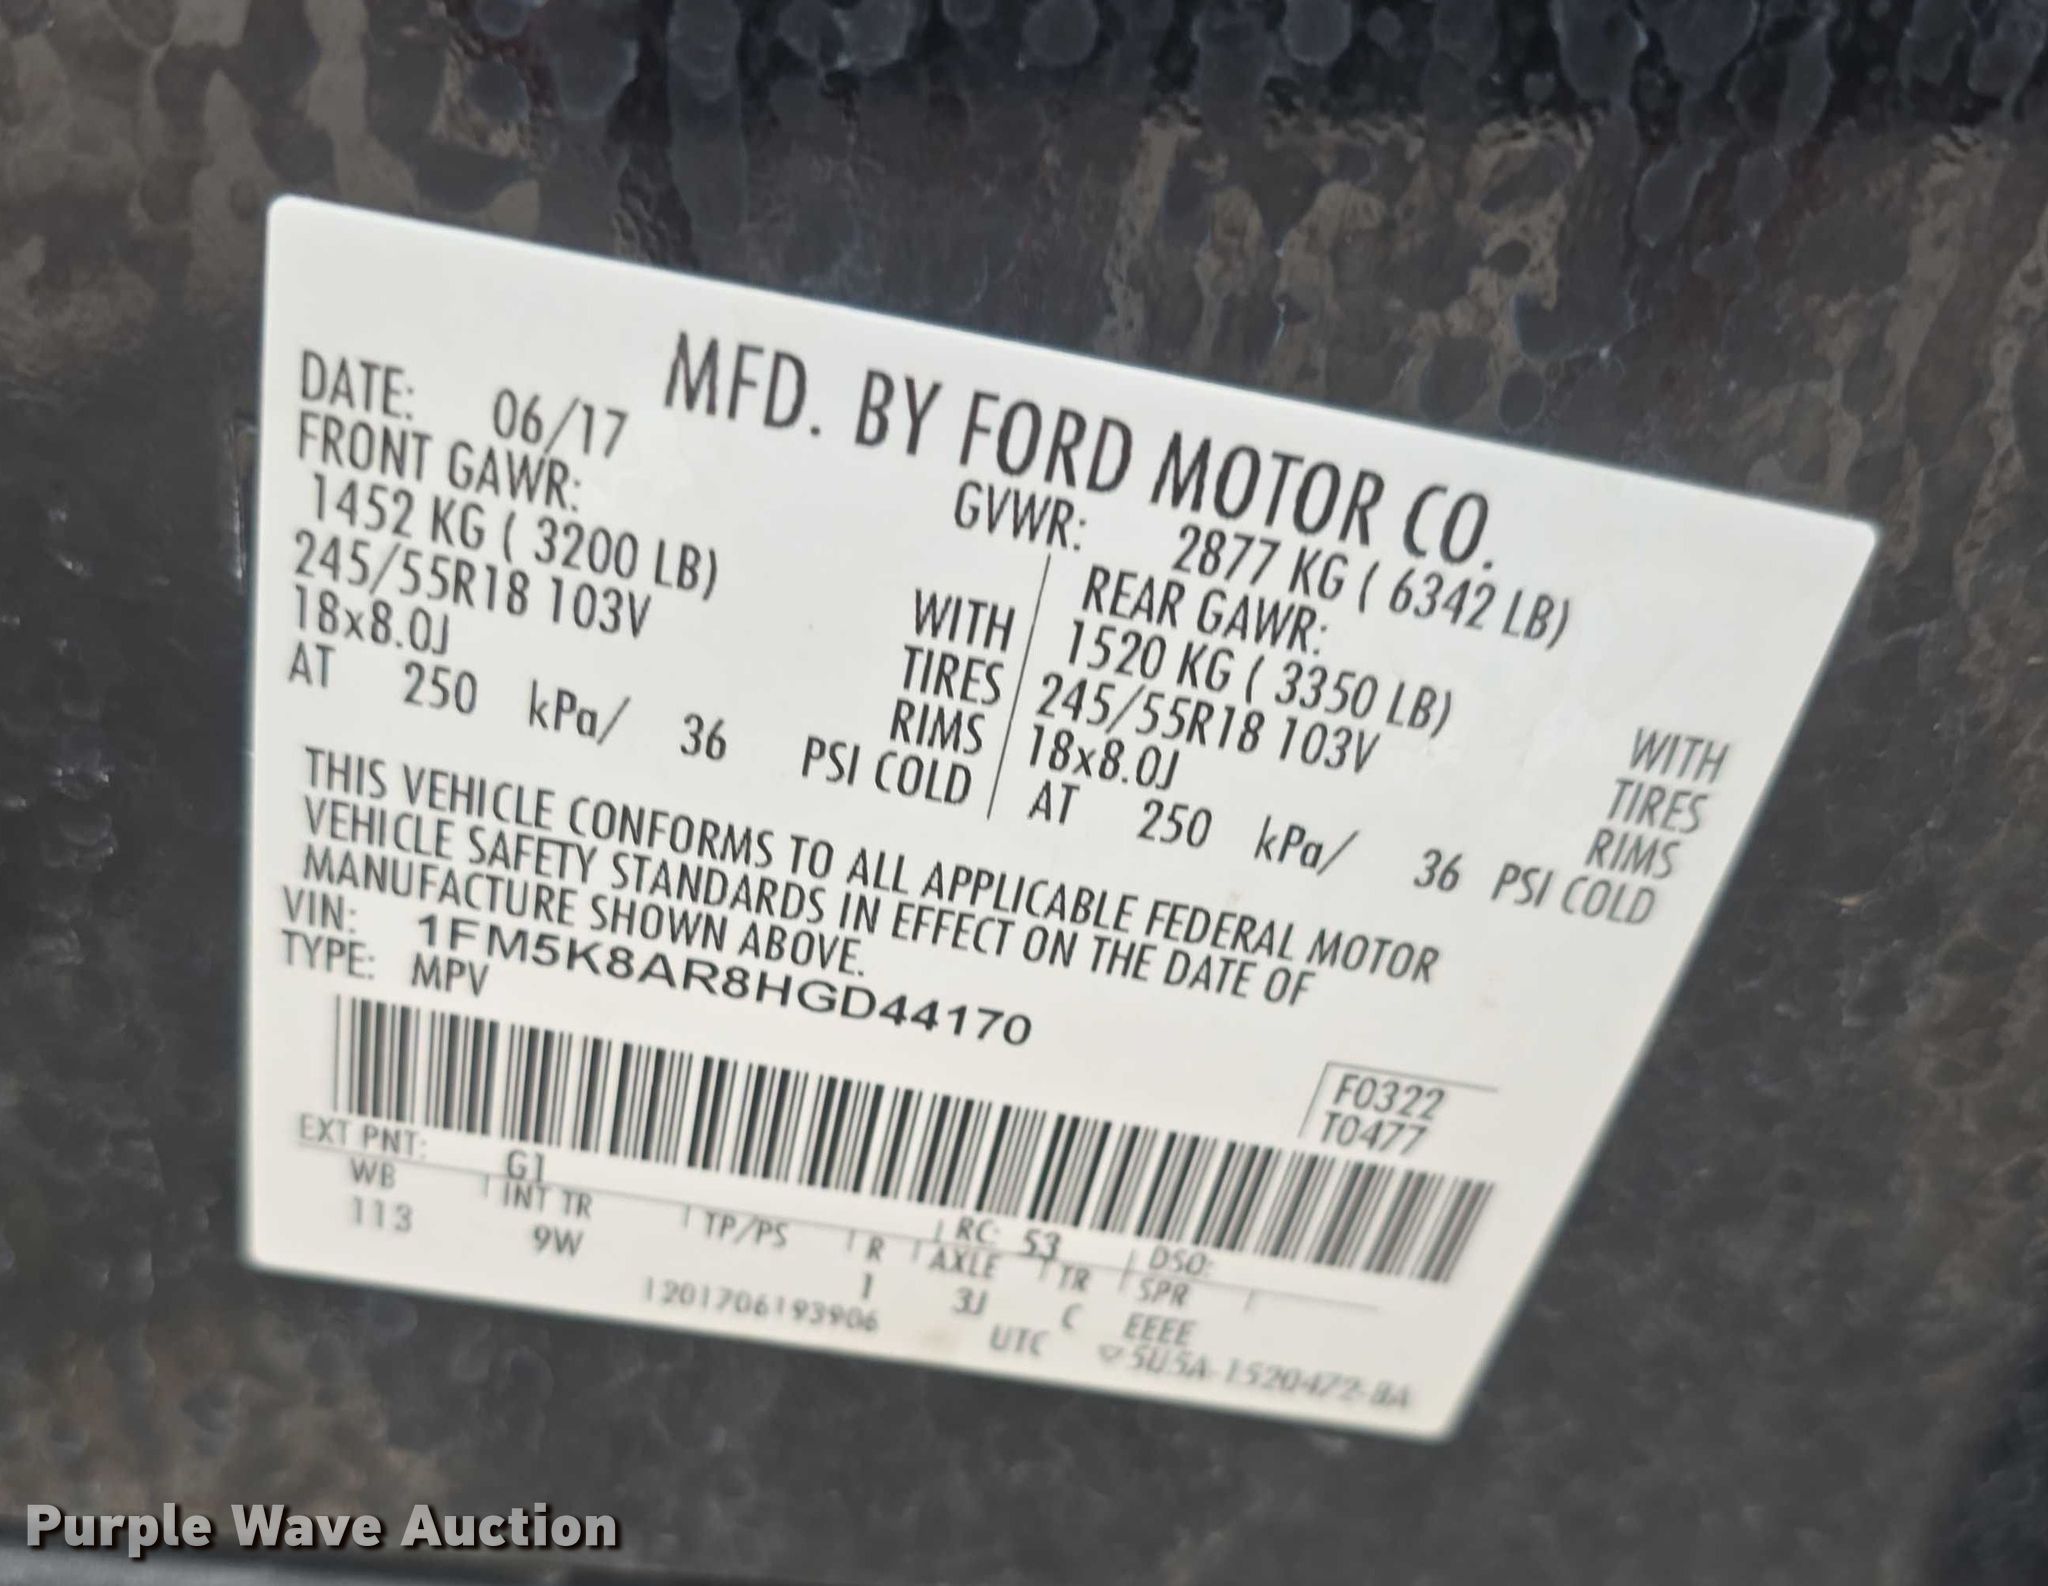 MFD. BY FORD MOTOR CO.
DATE: 06/17
GVWR: 2877 KG ( 6342 LB)
FRONT GAWR:
1452 KG ( 3200 LB) WITH
245/55R18 103V TIRES
18x8.0J RIMS
AT 250 kPa/ 36 PSI COLD
REAR GAWR:
1520 KG ( 3350 LB) WITH
245/55R18 103V TIRES
18x8.0J RIMS
AT 250 kPa/ 36 PSI COLD
THIS VEHICLE CONFORMS TO ALL APPLICABLE FEDERAL MOTOR
VEHICLE SAFETY STANDARDS IN EFFECT ON THE DATE OF
MANUFACTURE SHOWN ABOVE.
VIN: 1FM5K8AR8HGD44170
TYPE: MPV
F0322
T0477
EXT PNT: G1 RC: 53 DSO:
WB INT TR TP/PS R AXLE TR SPR
113 9W 1 3J C EEEE
1201706193906 UTC 5U5A-1520472-BA
Purple Wave Auction